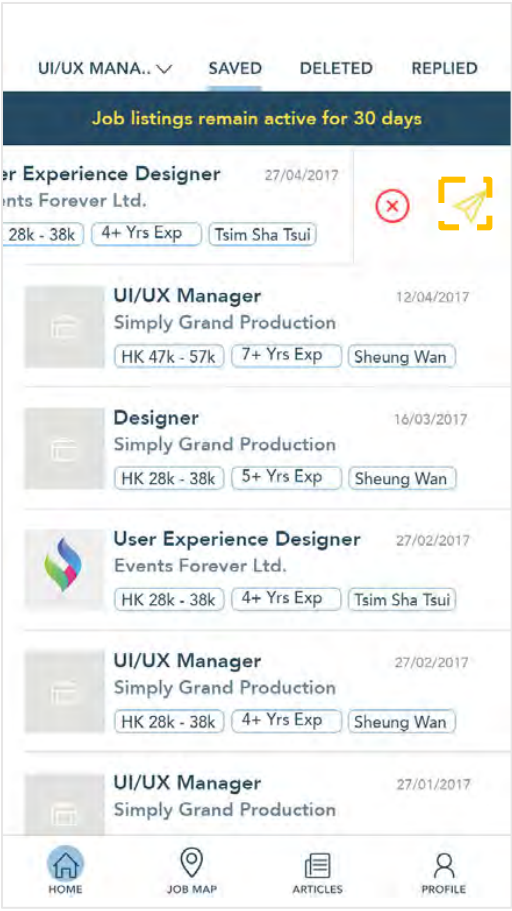 UI/UX MANA.. SAVED DELETED REPLIED
Job listings remain active for 30 days
er Experience Designer 27/04/2017
ents Forever Ltd.
28k - 38k 4+ Yrs Exp Tsim Sha Tsui
UI/UX Manager 12/04/2017
Simply Grand Production
HK 47k - 57k 7+ Yrs Exp Sheung Wan
Designer 16/03/2017
Simply Grand Production
HK 28k - 38k 5+ Yrs Exp Sheung Wan
User Experience Designer 27/02/2017
Events Forever Ltd.
HK 28k - 38k 4+ Yrs Exp Tsim Sha Tsui
UI/UX Manager 27/02/2017
Simply Grand Production
HK 28k - 38k 4+ Yrs Exp Sheung Wan
UI/UX Manager 27/01/2017
Simply Grand Production
HOME JOB MAP ARTICLES PROFILE